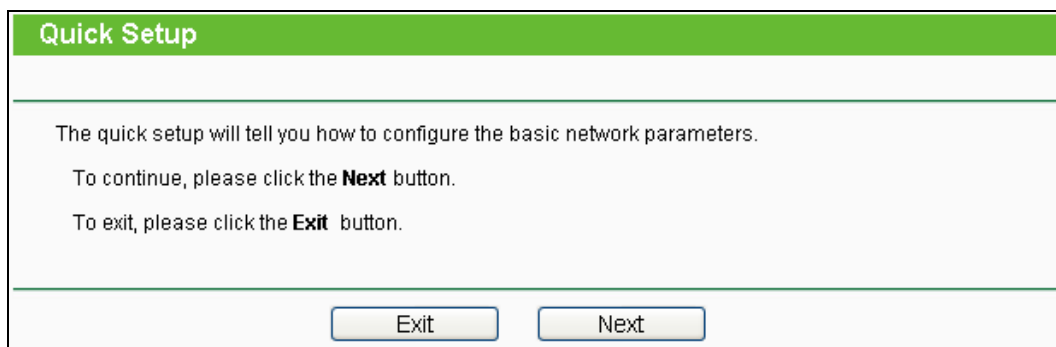 Quick Setup
The quick setup will tell you how to configure the basic network parameters.
To continue, please click the Next button.
To exit, please click the Exit button.
Exit Next